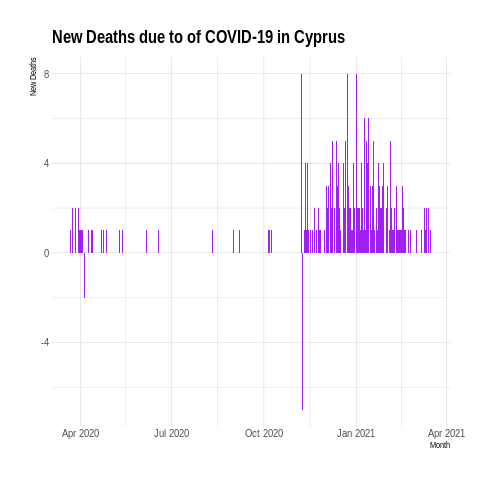 New Deaths due to of COVID-19 in Cyprus
New Deaths
8
4
0
-4
Apr 2020 Jul 2020 Oct 2020 Jan 2021 Apr 2021
Month